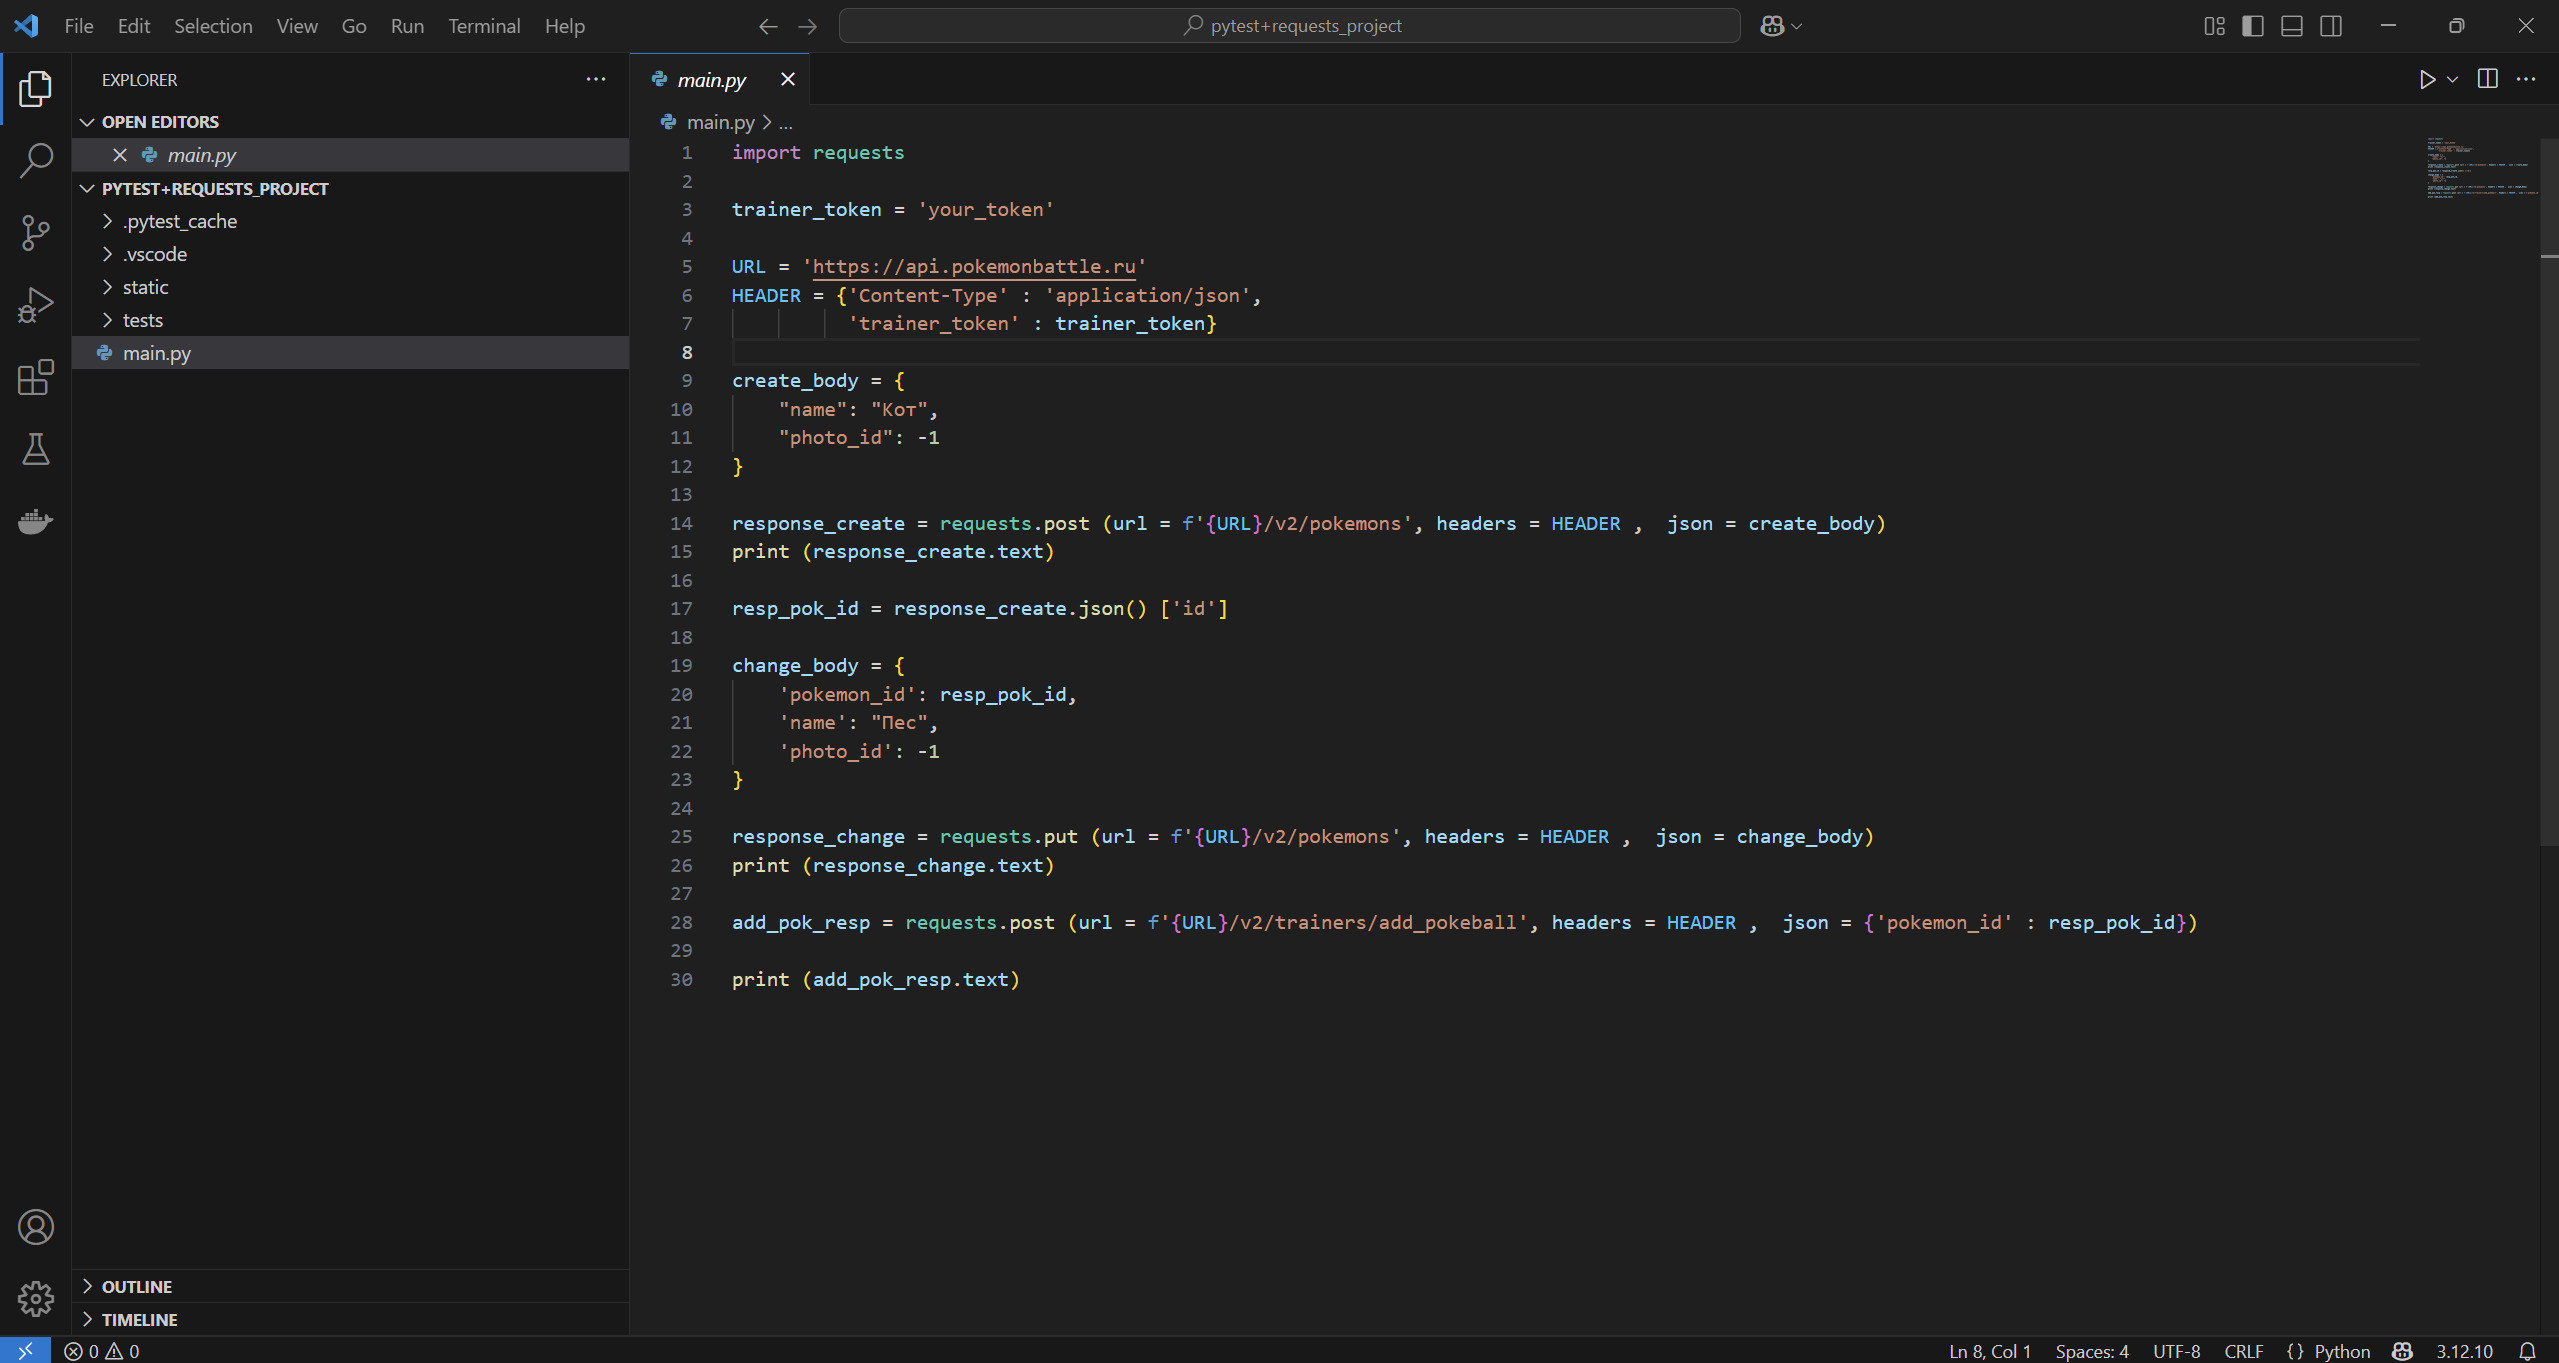 File Edit Selection View Go Run Terminal Help
pytest+requests_project
EXPLORER
OPEN EDITORS
main.py
PYTEST+REQUESTS_PROJECT
.pytest_cache
.vscode
static
tests
main.py
OUTLINE
TIMELINE
main.py
main.py > ...
1 import requests
2
3 trainer_token = 'your_token'
4
5 URL = 'https://api.pokemonbattle.ru'
6 HEADER = {'Content-Type' : 'application/json',
7 'trainer_token' : trainer_token}
8
9 create_body = {
10 "name": "Кот",
11 "photo_id": -1
12 }
13
14 response_create = requests.post (url = f'{URL}/v2/pokemons', headers = HEADER ,  json = create_body)
15 print (response_create.text)
16
17 resp_pok_id = response_create.json() ['id']
18
19 change_body = {
20 'pokemon_id': resp_pok_id,
21 'name': "Пес",
22 'photo_id': -1
23 }
24
25 response_change = requests.put (url = f'{URL}/v2/pokemons', headers = HEADER ,  json = change_body)
26 print (response_change.text)
27
28 add_pok_resp = requests.post (url = f'{URL}/v2/trainers/add_pokeball', headers = HEADER ,  json = {'pokemon_id' : resp_pok_id})
29
30 print (add_pok_resp.text)
0 0
Ln 8, Col 1 Spaces: 4 UTF-8 CRLF {} Python 3.12.10